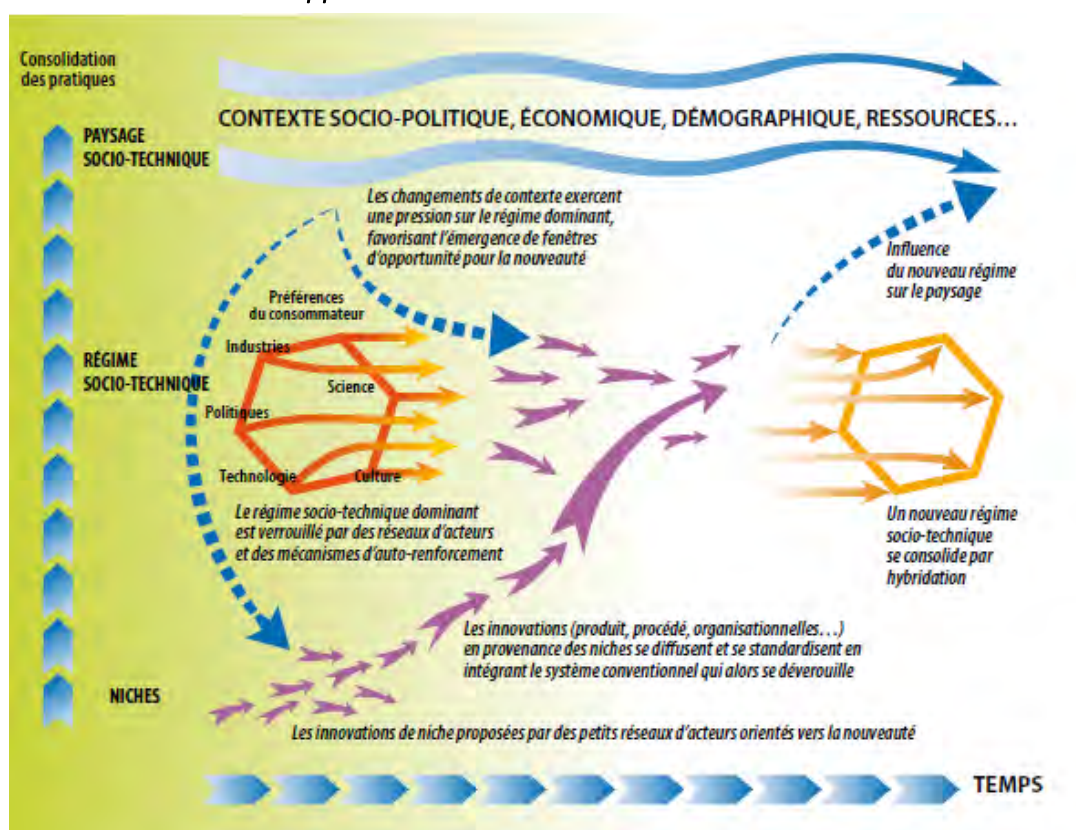 Consolidation
des pratiques
CONTEXTE SOCIO-POLITIQUE, ÉCONOMIQUE, DÉMOGRAPHIQUE, RESSOURCES...
PAYSAGE
SOCIO-TECHNIQUE
Les changements de contexte exercent
une pression sur le régime dominant,
favorisant l'émergence de fenêtres
d'opportunité pour la nouveauté
Influence
du nouveau régime
sur le paysage
Préférences
du consommateur
Industries
RÉGIME
SOCIO-TECHNIQUE
Science
Politiques
Technologie
Culture
Le régime socio-technique dominant
est verrouillé par des réseaux d'acteurs
et des mécanismes d'auto-renforcement
Un nouveau régime
socio-technique
se consolide par
hybridation
Les innovations (produit, procédé, organisationnelles...)
en provenance des niches se diffusent et se standardisent en
intégrant le système conventionnel qui alors se déverouille
NICHES
Les innovations de niche proposées par des petits réseaux d'acteurs orientés vers la nouveauté
TEMPS